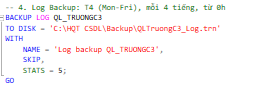 -- 4. Log Backup: T4 (Mon-Fri), mỗi 4 tiếng, từ 0h
BACKUP LOG QL_TRUONGC3
TO DISK = 'C:\HQT CSDL\Backup\QLTruongC3_Log.trn'
WITH
NAME = 'Log backup QL_TRUONGC3',
SKIP,
STATS = 5;
GO